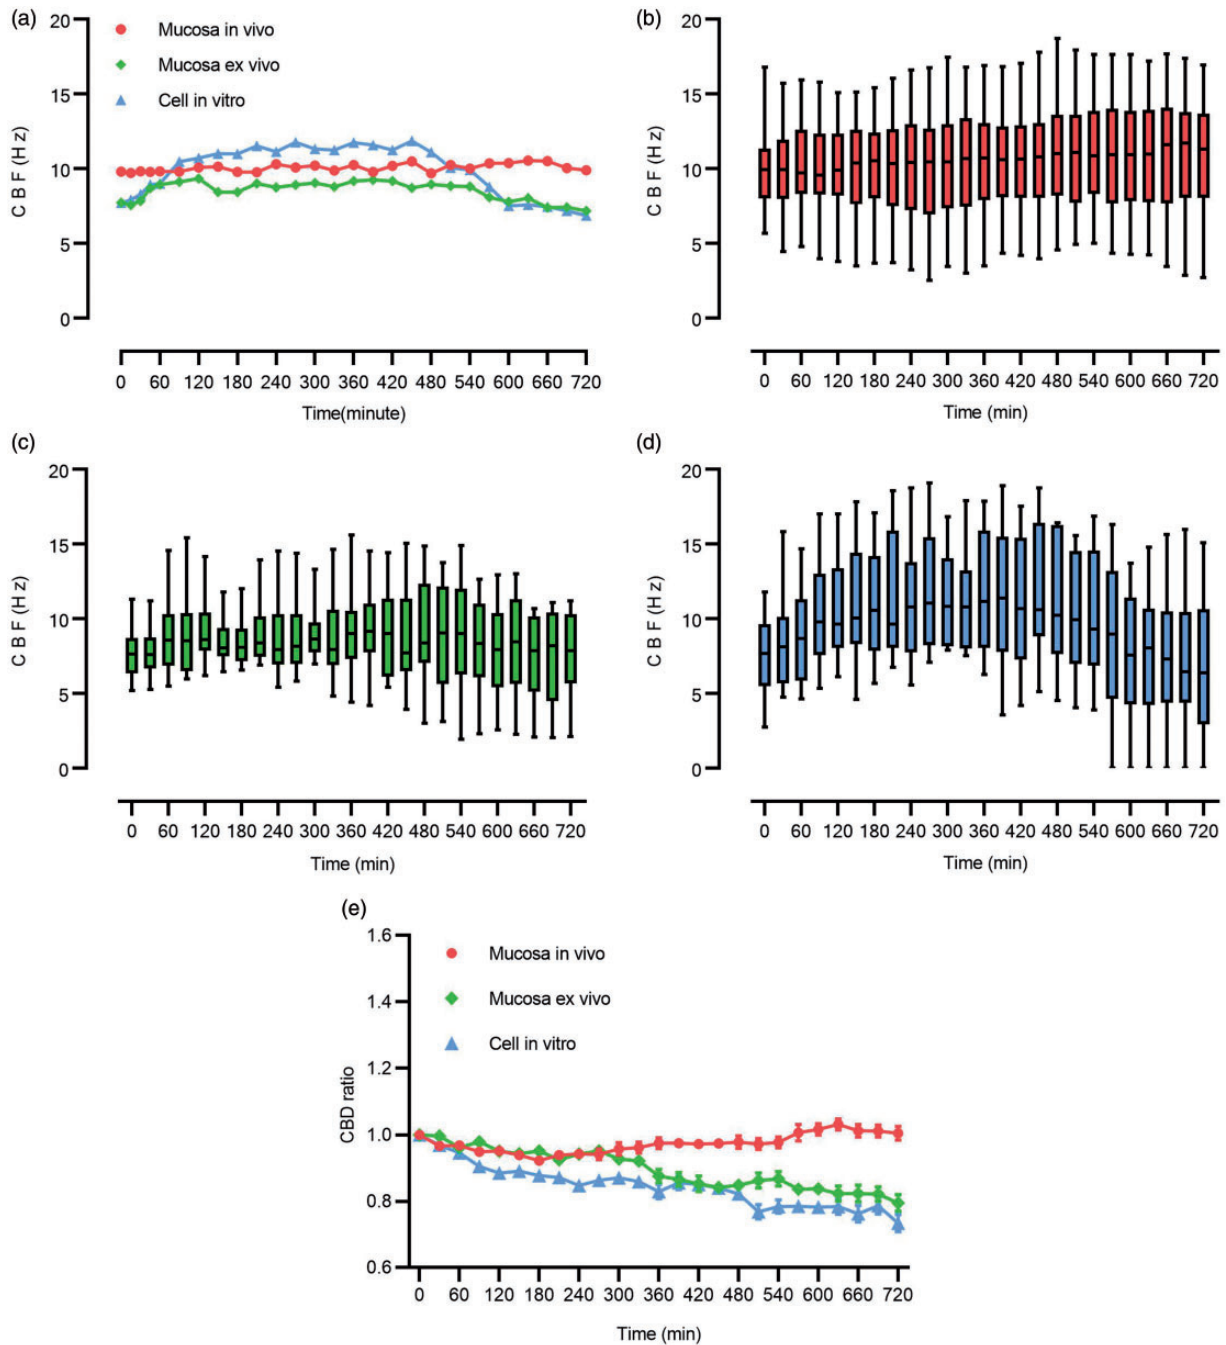 (a)
20
15
10
5
0
C B F (H z)
Mucosa in vivo
Mucosa ex vivo
Cell in vitro
0 60 120 180 240 300 360 420 480 540 600 660 720
Time(minute)
(b)
20
15
10
5
0
C B F (H z)
0 60 120 180 240 300 360 420 480 540 600 660 720
Time (min)
(c)
20
15
10
5
0
C B F (H z)
0 60 120 180 240 300 360 420 480 540 600 660 720
Time (min)
(d)
20
15
10
5
0
C B F (H z)
0 60 120 180 240 300 360 420 480 540 600 660 720
Time (min)
(e)
1.6
1.4
1.2
1.0
0.8
0.6
CBD ratio
Mucosa in vivo
Mucosa ex vivo
Cell in vitro
0 60 120 180 240 300 360 420 480 540 600 660 720
Time (min)